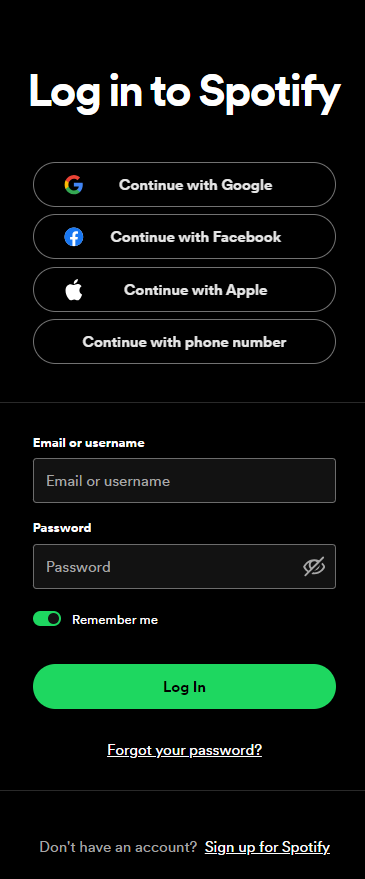 Log in to Spotify
Continue with Google
Continue with Facebook
Continue with Apple
Continue with phone number
Email or username
Email or username
Password
Password
Remember me
Log In
Forgot your password?
Don't have an account? Sign up for Spotify